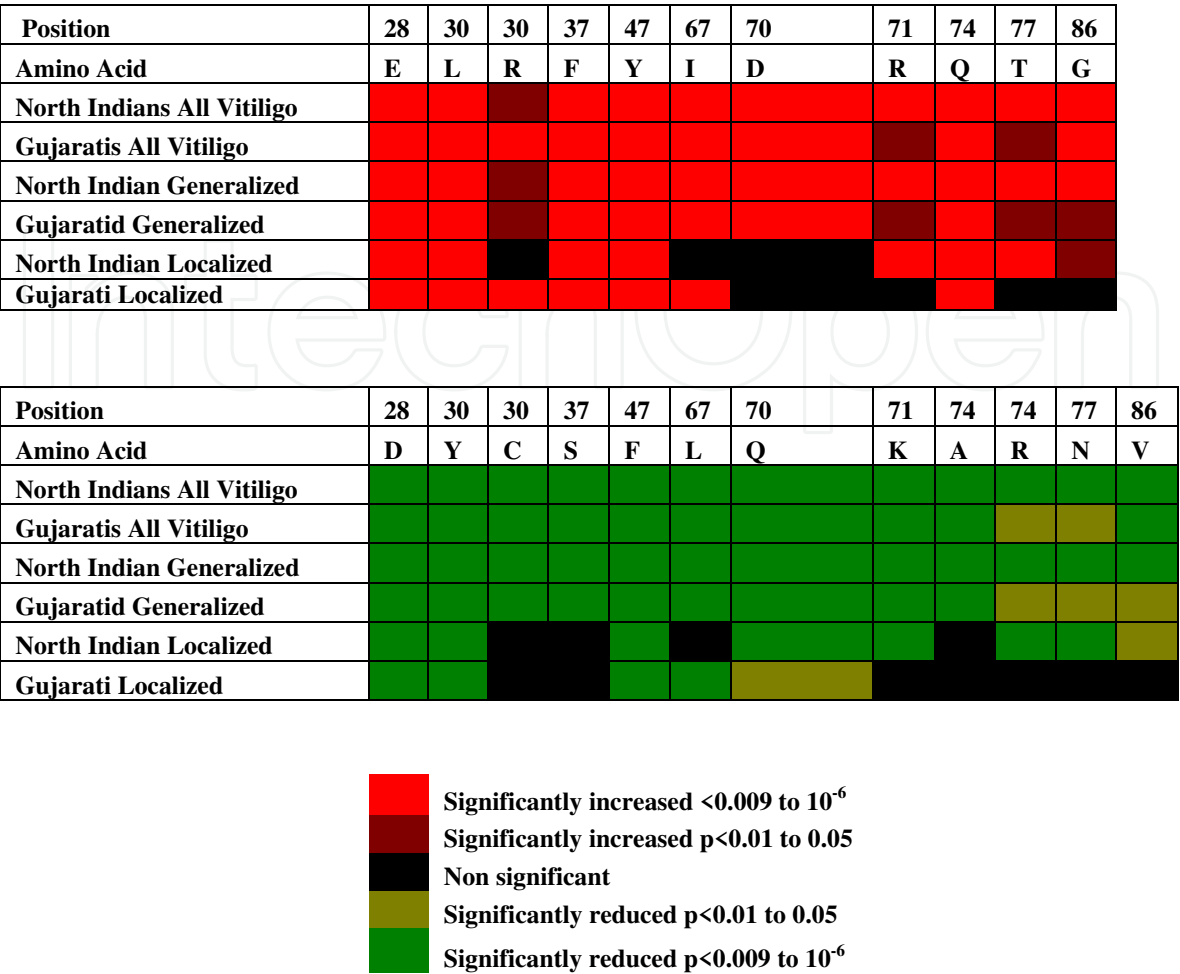 Position 28 30 30 37 47 67 70 71 74 77 86
Amino Acid E L R F Y I D R Q T G
North Indians All Vitiligo
Gujaratis All Vitiligo
North Indian Generalized
Gujaratid Generalized
North Indian Localized
Gujarati Localized
IntechOpen
Position 28 30 30 37 47 67 70 71 74 74 77 86
Amino Acid D Y C S F L Q K A R N V
North Indians All Vitiligo
Gujaratis All Vitiligo
North Indian Generalized
Gujaratid Generalized
North Indian Localized
Gujarati Localized
Significantly increased <0.009 to 10⁻⁶
Significantly increased p<0.01 to 0.05
Non significant
Significantly reduced p<0.01 to 0.05
Significantly reduced p<0.009 to 10⁻⁶